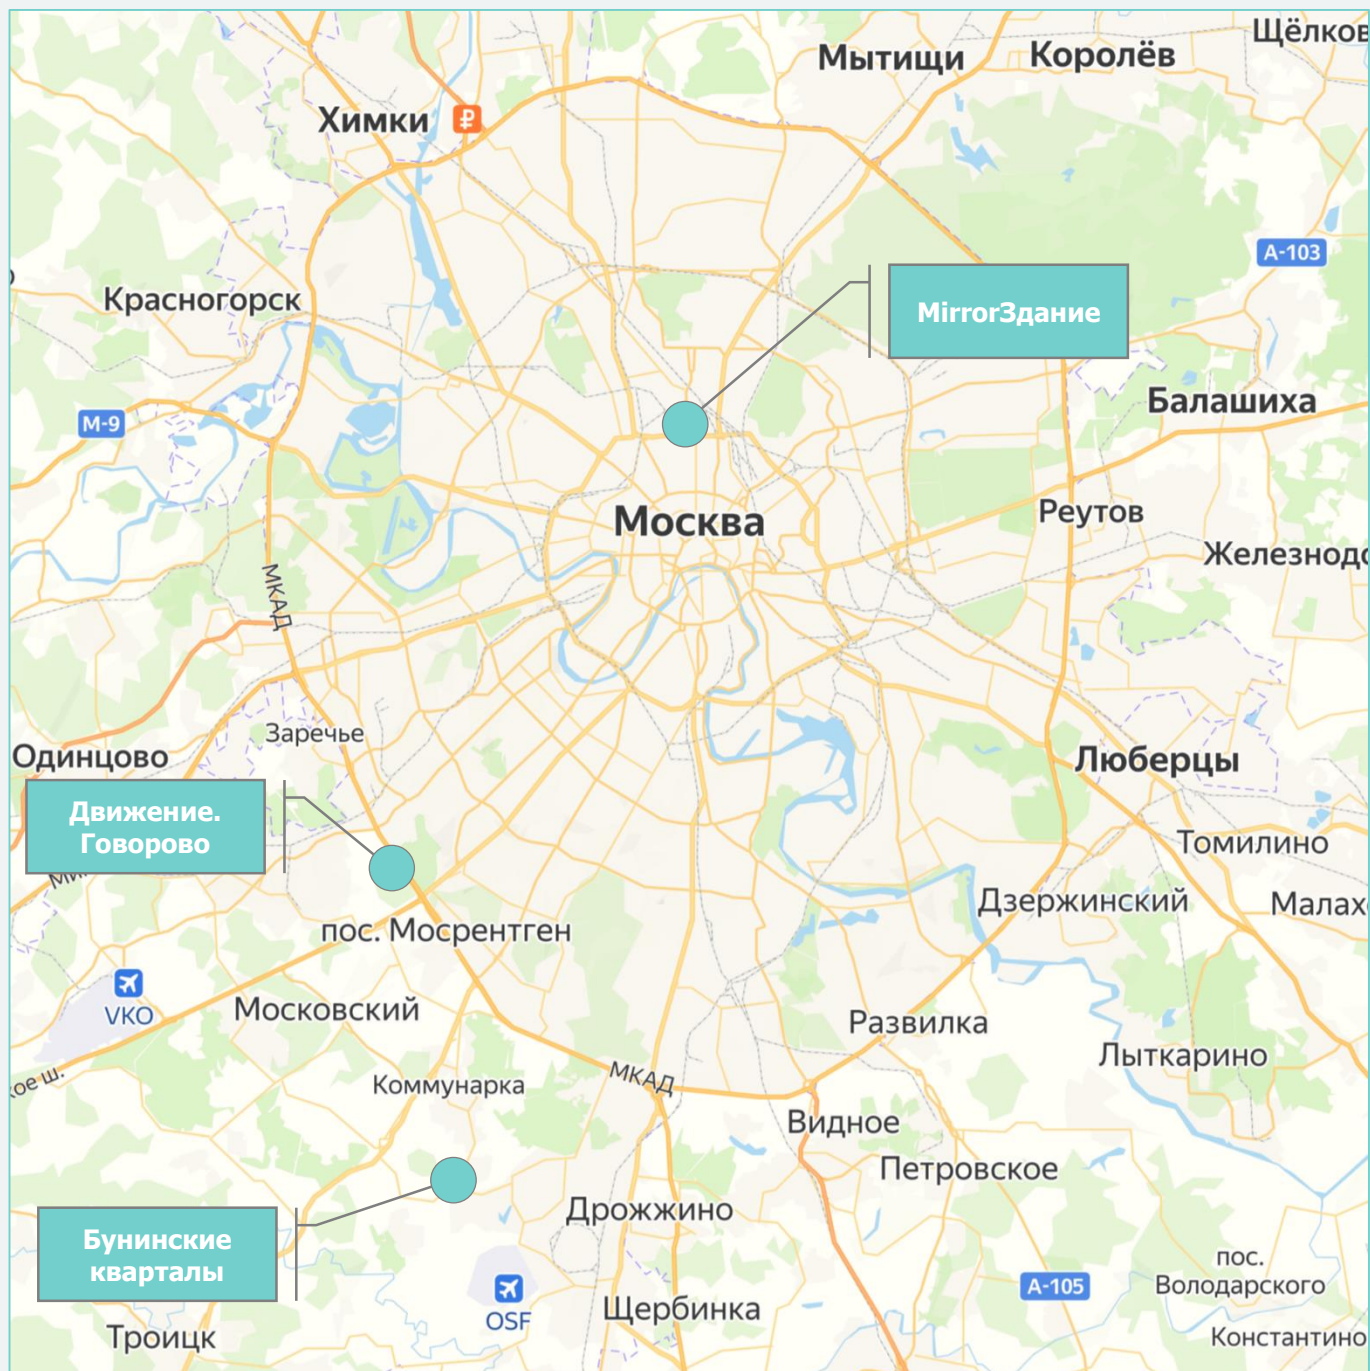 Щёлков
Мытищи
Королёв
Химки
₽
А-103
Красногорск
MirrorЗдание
Балашиха
М-9
Реутов
Москва
Железнодо
МКАД
Заречье
Одинцово
Люберцы
Движение.
Говорово
Томилино
Ми
Дзержинский
Малах
пос. Мосрентген
VKO
Московский
Развилка
Лыткарино
кое ш.
Коммунарка
МКАД
Видное
Петровское
Дрожжино
Бунинские
кварталы
пос.
Володарского
А-105
OSF
Щербинка
Троицк
Константино